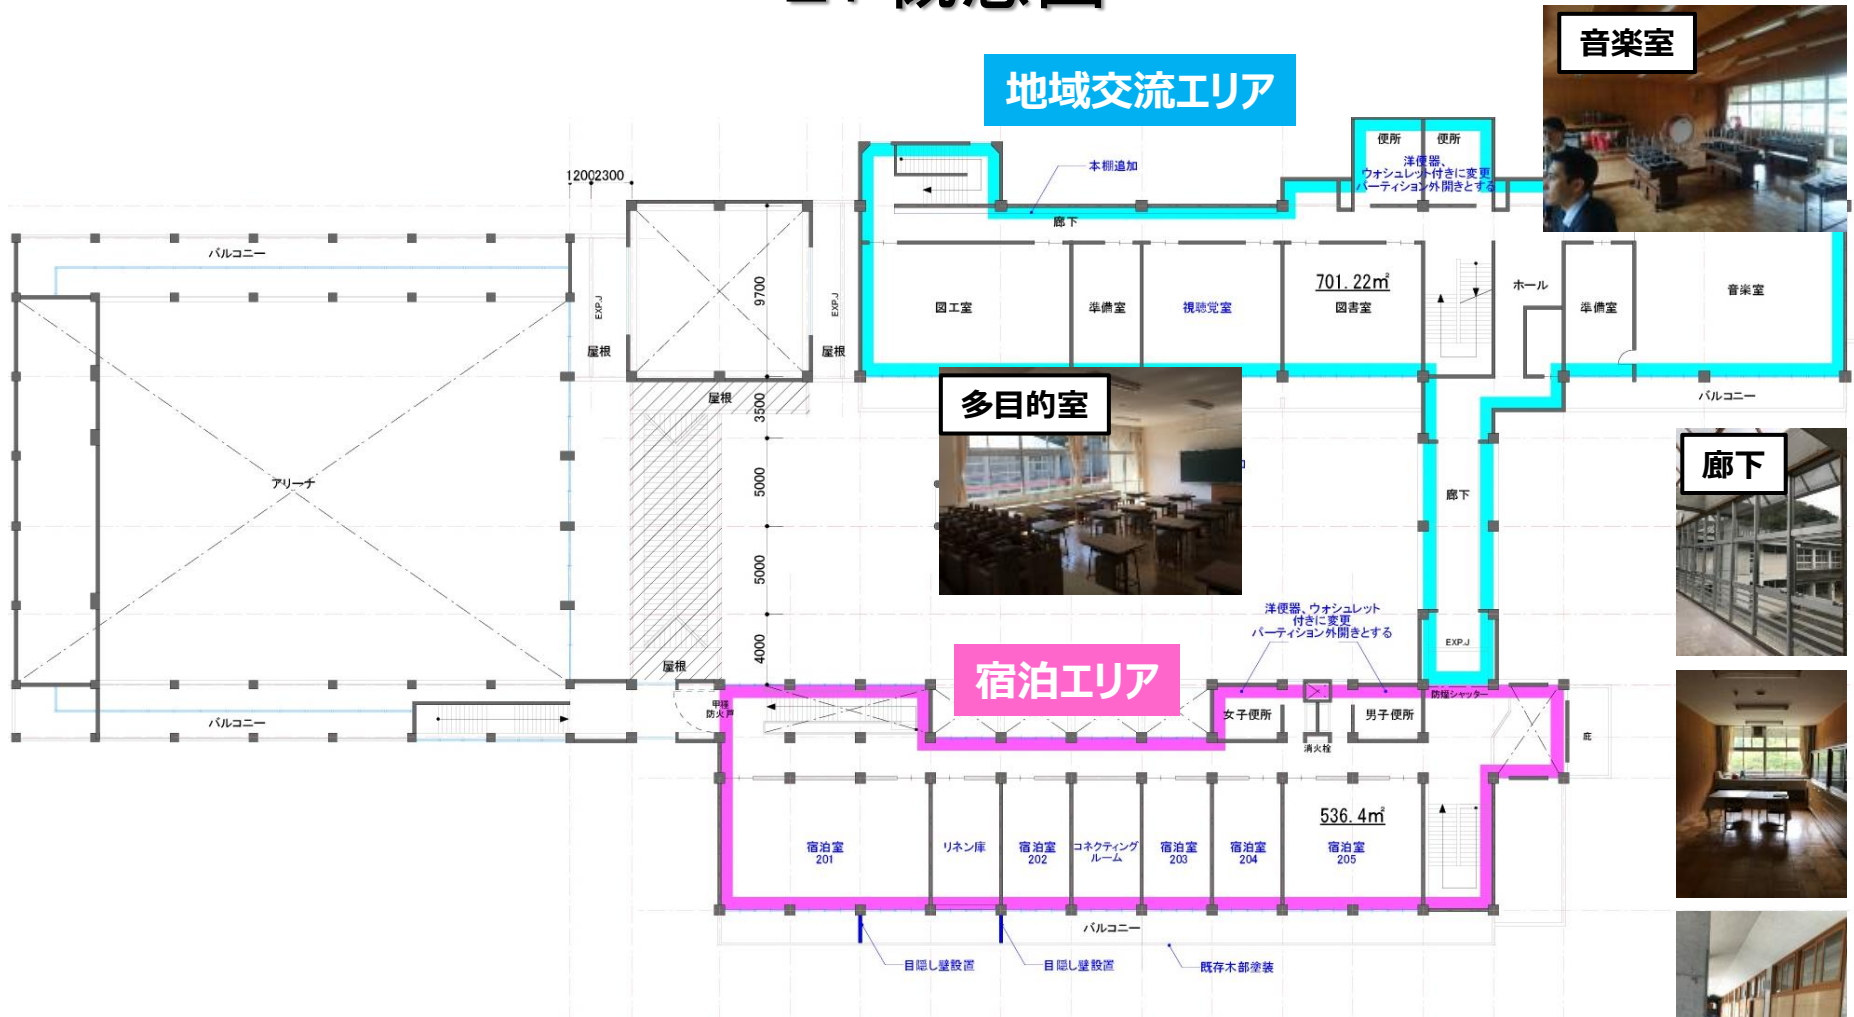 2F概念図
音楽室
地域交流エリア
便所
便所
洋便器、
ウォシュレット付きに変更
パーティション外開きとする
本棚追加
12002300
廊下
バルコニー
EXP.J
9700
EXP.J
屋根
屋根
図工室
準備室
視聴覚室
701.22㎡
図書室
ホール
準備室
音楽室
屋根
3500
多目的室
バルコニー
廊下
アリーナ
5000
廊下
5000
洋便器、ウォシュレット
付きに変更
パーティション外開きとする
4000
EXP.J
屋根
宿泊エリア
甲種
防火戸
防煙シャッター
バルコニー
女子便所
男子便所
消火栓
庇
536.4㎡
宿泊室
201
リネン庫
宿泊室
202
コネクティング
ルーム
宿泊室
203
宿泊室
204
宿泊室
205
バルコニー
目隠し壁設置
目隠し壁設置
既存木部塗装